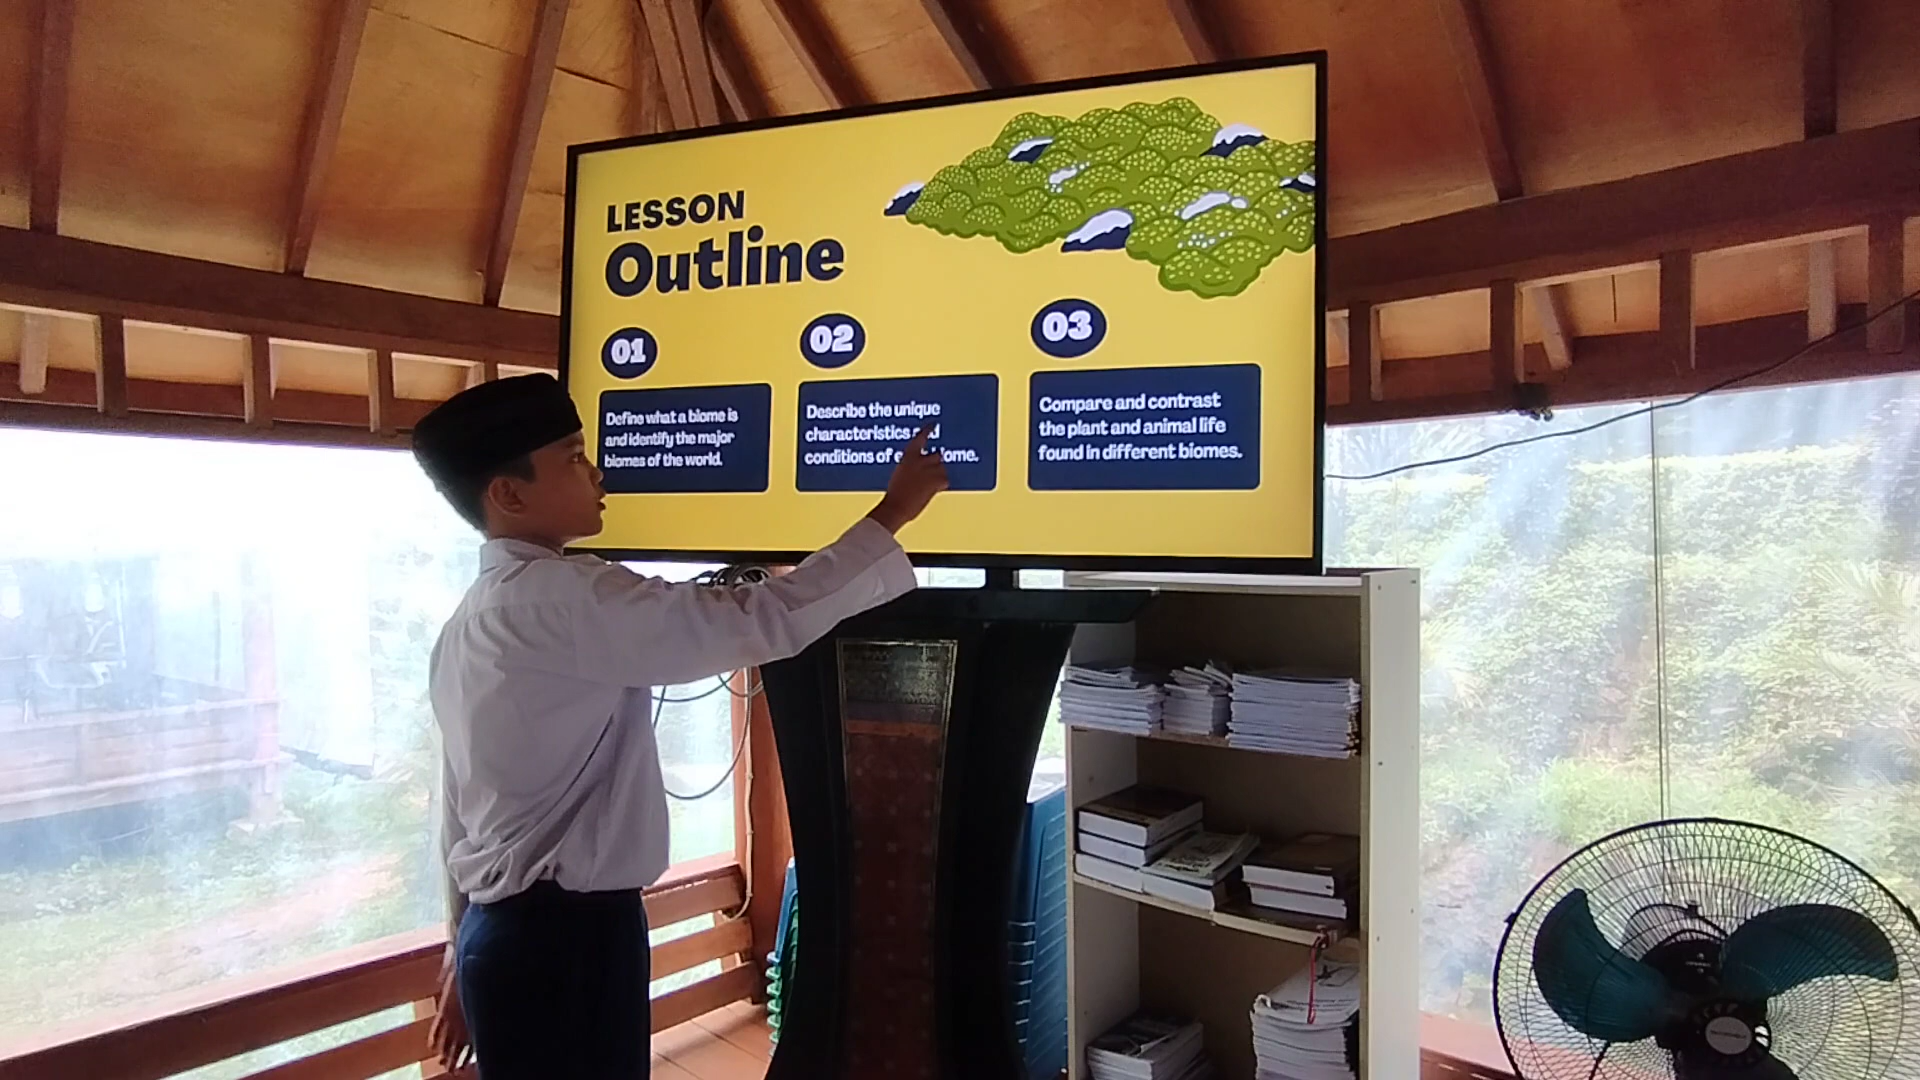 LESSON
Outline
01
Define what a biome is
and identify the major
biomes of the world.
02
Describe the unique
characteristics
conditions of
03
Compare and contrast
the plant and animal life
found in different biomes.